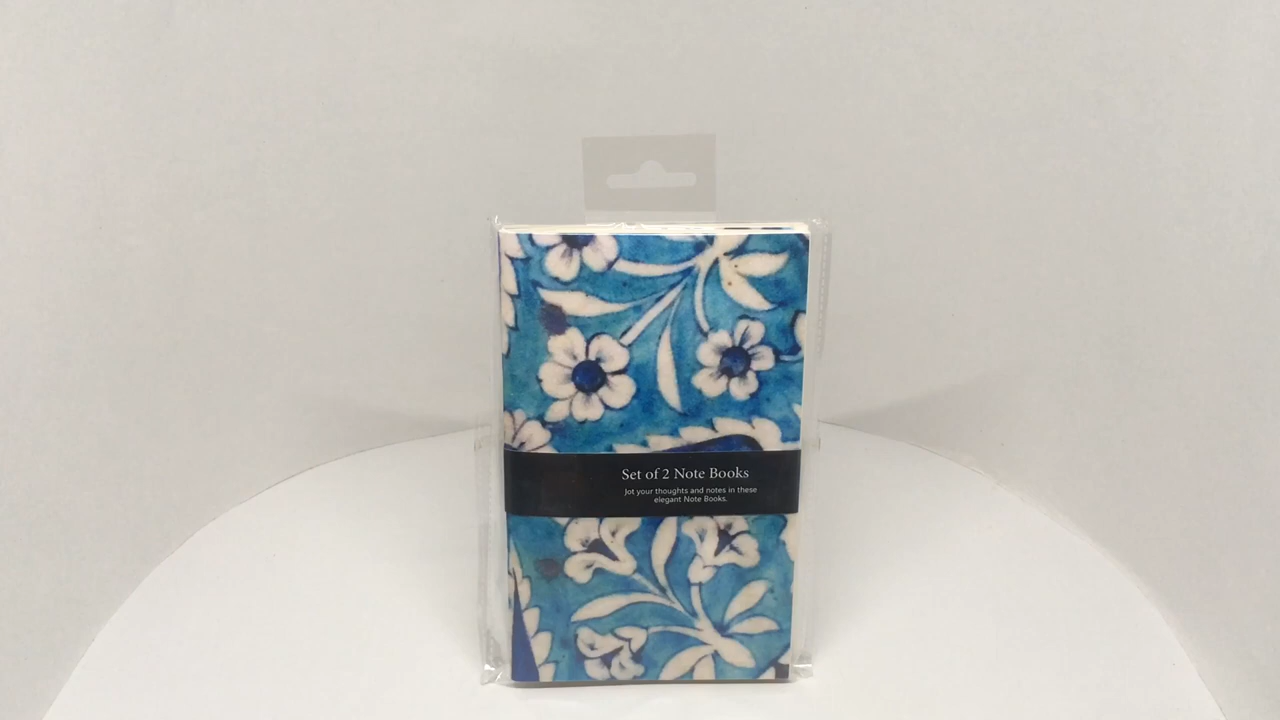 Set of 2 Note Books
Jot your thoughts and notes in these
elegant Note Books.